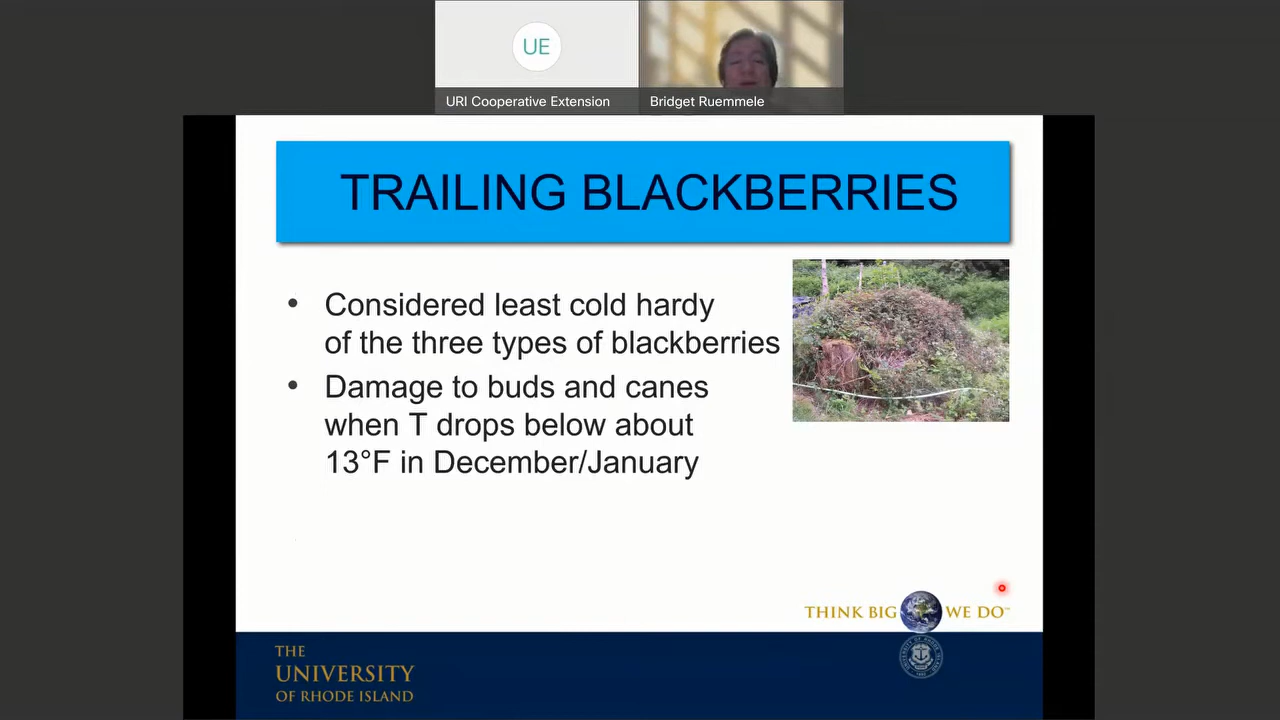 UE
URI Cooperative Extension
Bridget Ruemmele
TRAILING BLACKBERRIES
• Considered least cold hardy
of the three types of blackberries
• Damage to buds and canes
when T drops below about
13°F in December/January
THINK BIG WE DO™
THE
UNIVERSITY
OF RHODE ISLAND